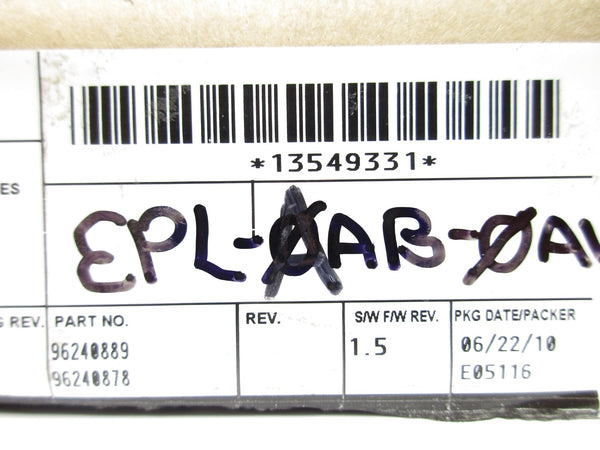 *13549331*
ES
EPL-ØAB-ØA
G REV.
PART NO.
96240889
96240878
REV.
S/W F/W REV.
1.5
PKG DATE/PACKER
06/22/10
E05116